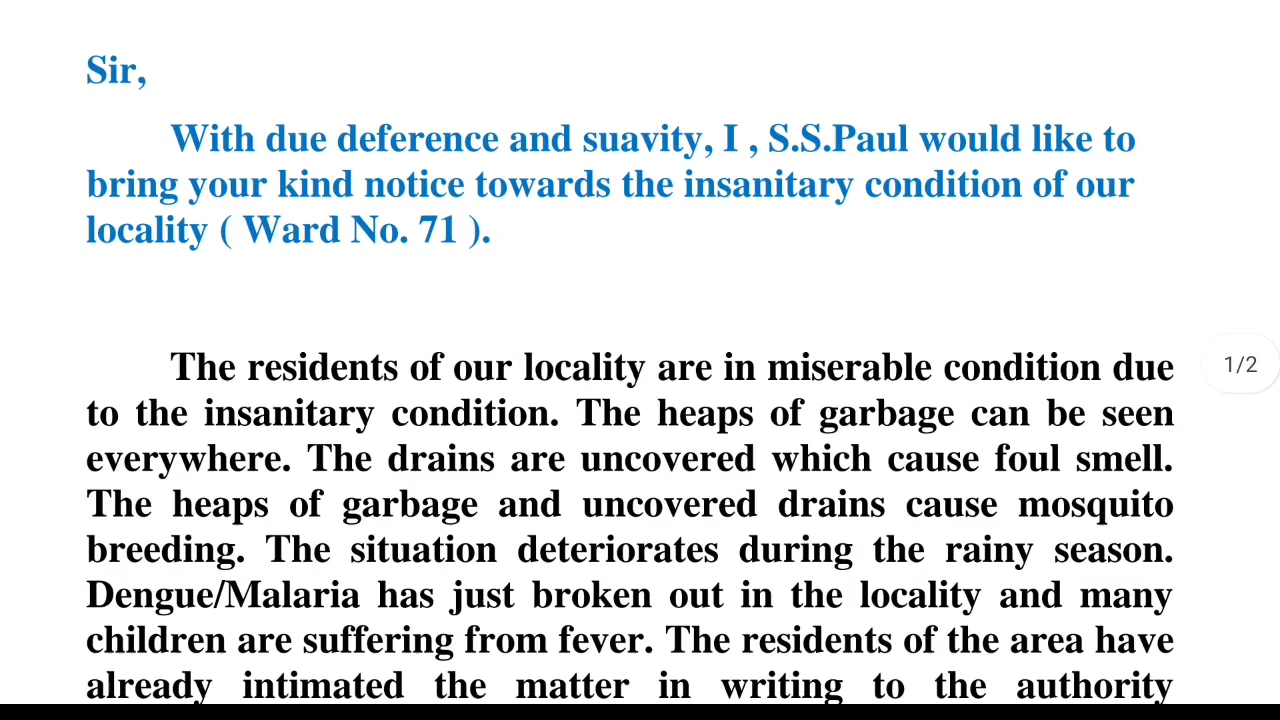 Sir,
With due deference and suavity, I , S.S.Paul would like to
bring your kind notice towards the insanitary condition of our
locality ( Ward No. 71 ).
The residents of our locality are in miserable condition due
to the insanitary condition. The heaps of garbage can be seen
everywhere. The drains are uncovered which cause foul smell.
The heaps of garbage and uncovered drains cause mosquito
breeding. The situation deteriorates during the rainy season.
Dengue/Malaria has just broken out in the locality and many
children are suffering from fever. The residents of the area have
already intimated the matter in writing to the authority
1/2